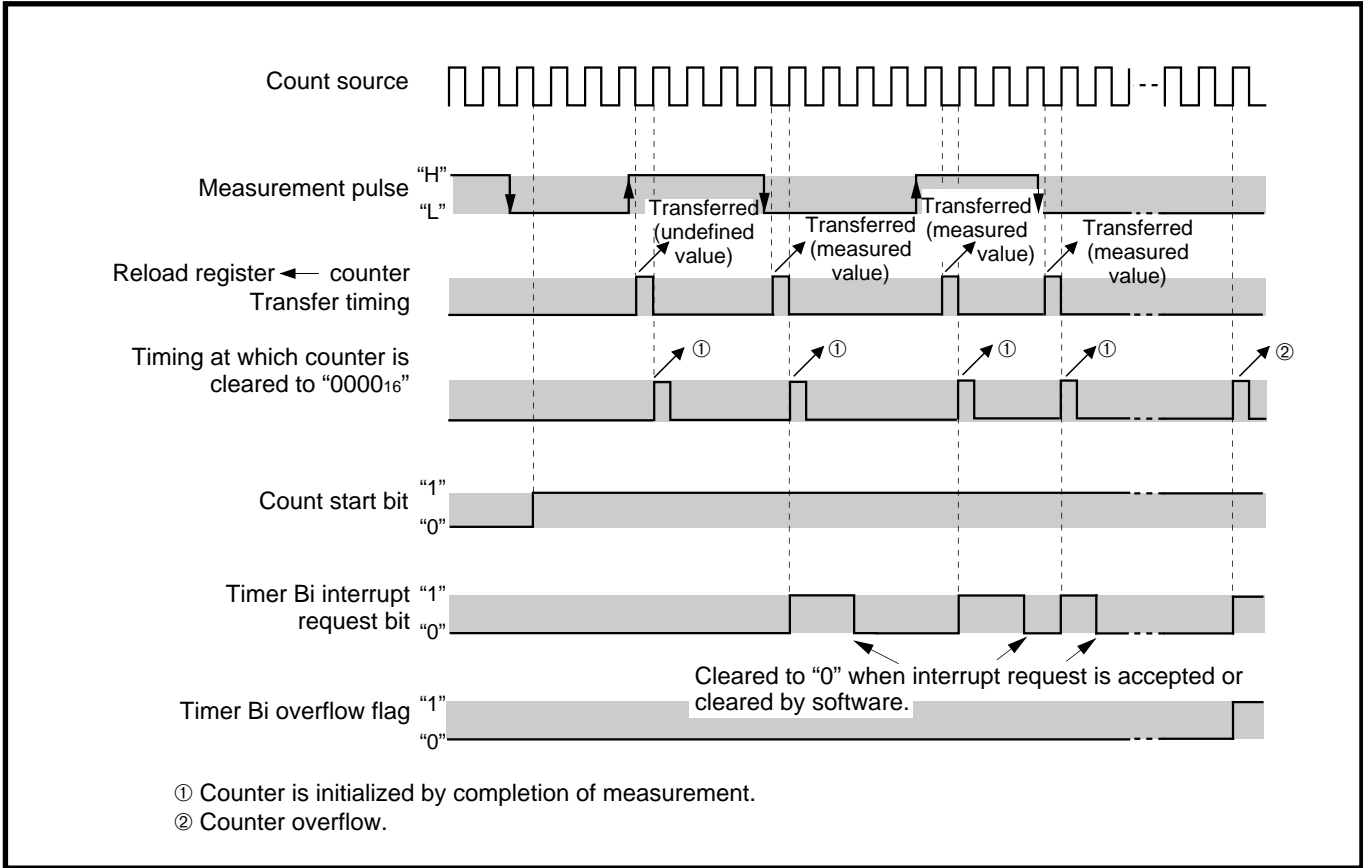 Count source
“H”
Measurement pulse
“L”
Transferred
(undefined
value)
Transferred
(measured
value)
Transferred
(measured
value)
Transferred
(measured
value)
Reload register ← counter
Transfer timing
Timing at which counter is
cleared to “0000₁₆”
①
①
①
①
②
Count start bit
“1”
“0”
Timer Bi interrupt
request bit
“1”
“0”
Cleared to “0” when interrupt request is accepted or
cleared by software.
Timer Bi overflow flag
“1”
“0”
① Counter is initialized by completion of measurement.
② Counter overflow.